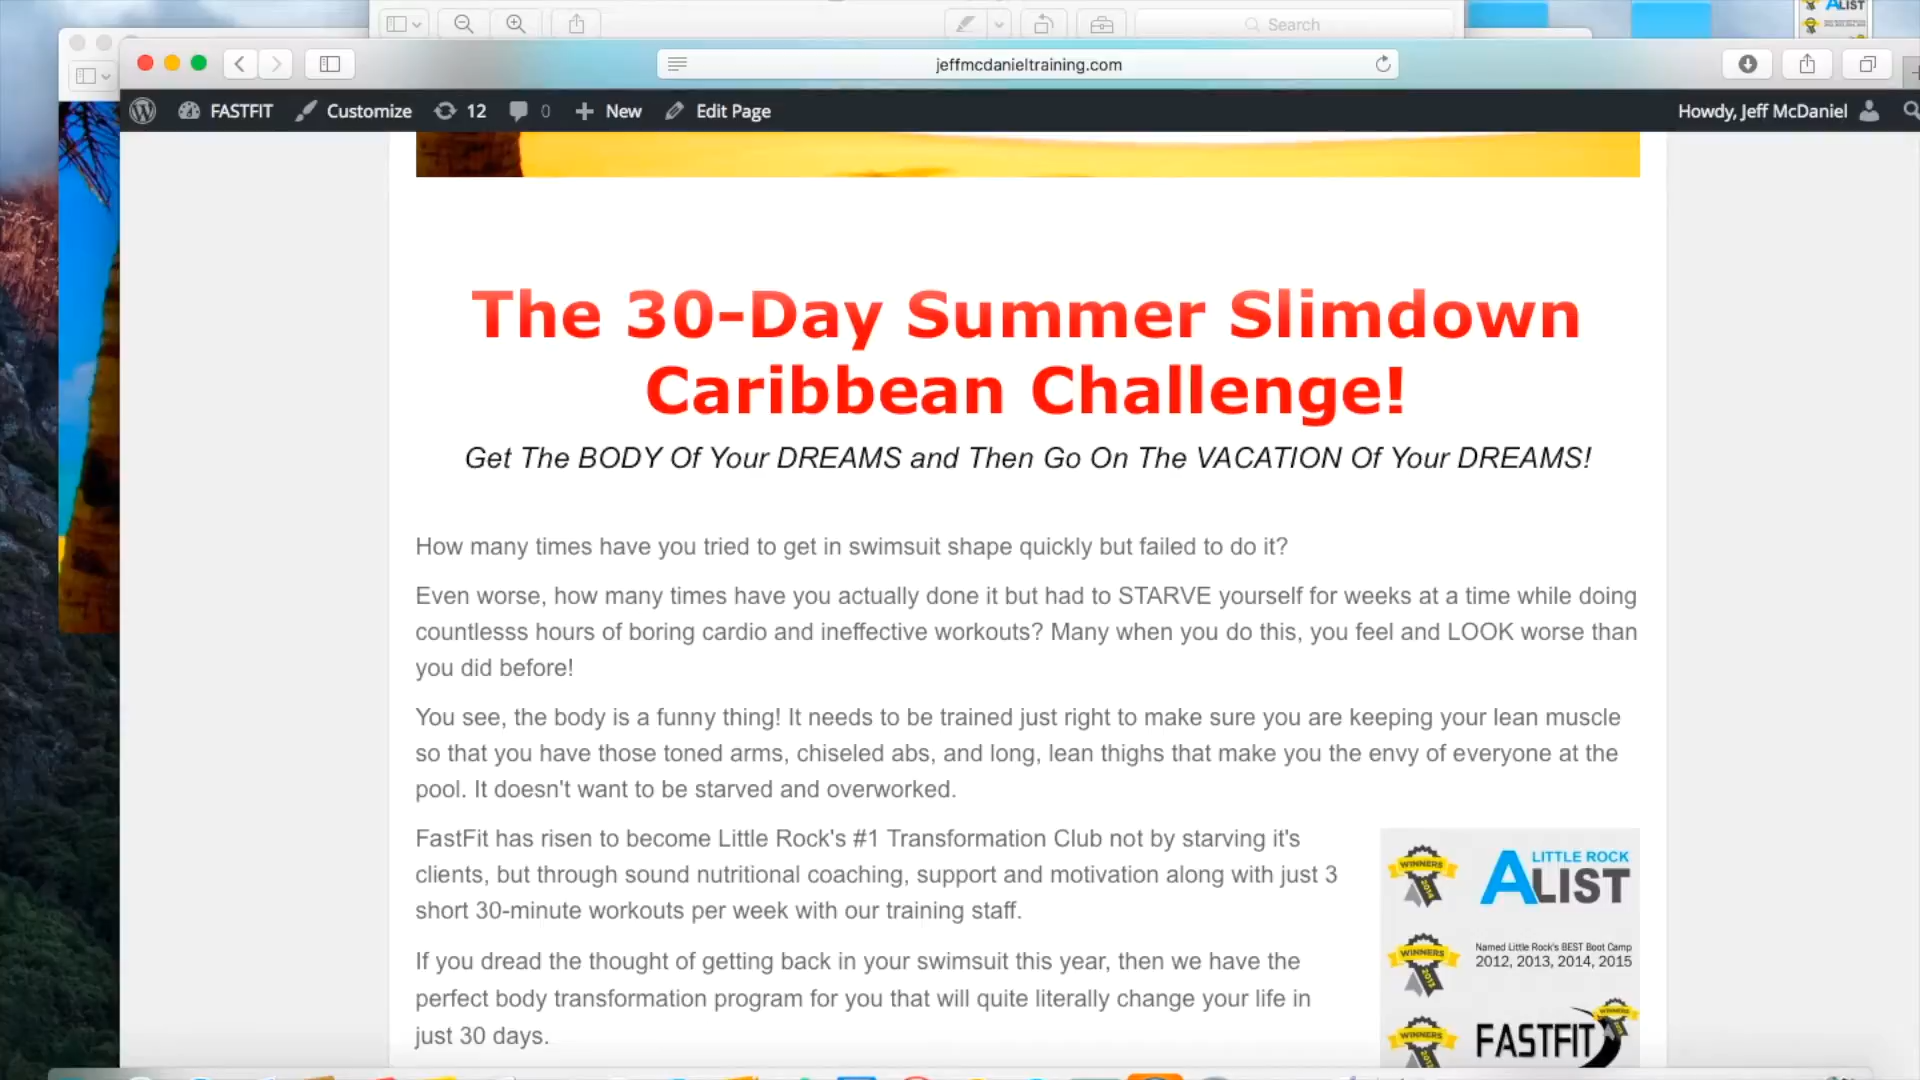 Search
ALIST
jeffmcdanieltraining.com
FASTFIT Customize 12 0 New Edit Page Howdy, Jeff McDaniel
The 30-Day Summer Slimdown
Caribbean Challenge!
Get The BODY Of Your DREAMS and Then Go On The VACATION Of Your DREAMS!
How many times have you tried to get in swimsuit shape quickly but failed to do it?
Even worse, how many times have you actually done it but had to STARVE yourself for weeks at a time while doing
countlesss hours of boring cardio and ineffective workouts? Many when you do this, you feel and LOOK worse than
you did before!
You see, the body is a funny thing! It needs to be trained just right to make sure you are keeping your lean muscle
so that you have those toned arms, chiseled abs, and long, lean thighs that make you the envy of everyone at the
pool. It doesn't want to be starved and overworked.
FastFit has risen to become Little Rock's #1 Transformation Club not by starving it's
clients, but through sound nutritional coaching, support and motivation along with just 3
short 30-minute workouts per week with our training staff.
If you dread the thought of getting back in your swimsuit this year, then we have the
perfect body transformation program for you that will quite literally change your life in
just 30 days.
WINNERS
2014
LITTLE ROCK
ALIST
WINNERS
2013
Named Little Rock's BEST Boot Camp
2012, 2013, 2014, 2015
WINNERS
WINNERS
FASTFIT